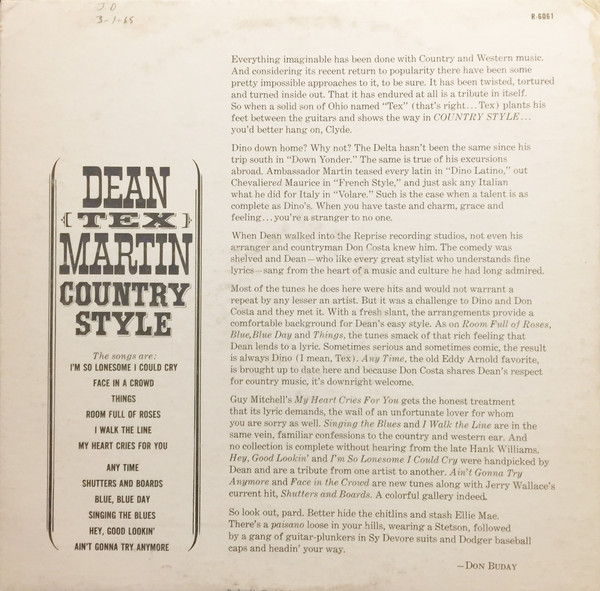 J.D
3-1-65
R-6061
Everything imaginable has been done with Country and Western music.
And considering its recent return to popularity there have been some
pretty impossible approaches to it, to be sure. It has been twisted, tortured
and turned inside out. That it has endured at all is a tribute in itself.
So when a solid son of Ohio named "Tex" (that's right...Tex) plants his
feet between the guitars and shows the way in COUNTRY STYLE...
you'd better hang on, Clyde.
Dino down home? Why not? The Delta hasn't been the same since his
trip south in "Down Yonder." The same is true of his excursions
abroad. Ambassador Martin teased every latin in "Dino Latino," out
Chevaliered Maurice in "French Style," and just ask any Italian
what he did for Italy in "Volare." Such is the case when a talent is as
complete as Dino's. When you have taste and charm, grace and
feeling...you're a stranger to no one.
When Dean walked into the Reprise recording studios, not even his
arranger and countryman Don Costa knew him. The comedy was
shelved and Dean—who like every great stylist who understands fine
lyrics—sang from the heart of a music and culture he had long admired.
Most of the tunes he does here were hits and would not warrant a
repeat by any lesser an artist. But it was a challenge to Dino and Don
Costa and they met it. With a fresh slant, the arrangements provide a
comfortable background for Dean's easy style. As on Room Full of Roses,
Blue, Blue Day and Things, the tunes smack of that rich feeling that
Dean lends to a lyric. Sometimes serious and sometimes comic, the result
is always Dino (I mean, Tex). Any Time, the old Eddy Arnold favorite,
is brought up to date here and because Don Costa shares Dean's respect
for country music, it's downright welcome.
Guy Mitchell's My Heart Cries For You gets the honest treatment
that its lyric demands, the wail of an unfortunate lover for whom
you are sorry as well. Singing the Blues and I Walk the Line are in the
same vein, familiar confessions to the country and western ear. And
no collection is complete without hearing from the late Hank Williams.
Hey, Good Lookin' and I'm So Lonesome I Could Cry were handpicked by
Dean and are a tribute from one artist to another. Ain't Gonna Try
Anymore and Face in the Crowd are new tunes along with Jerry Wallace's
current hit, Shutters and Boards. A colorful gallery indeed.
So look out, pard. Better hide the chitlins and stash Ellie Mae.
There's a paisano loose in your hills, wearing a Stetson, followed
by a gang of guitar-plunkers in Sy Devore suits and Dodger baseball
caps and headin' your way.
—DON BUDAY
DEAN
(TEX)
MARTIN
COUNTRY
STYLE
The songs are:
I'M SO LONESOME I COULD CRY
FACE IN A CROWD
THINGS
ROOM FULL OF ROSES
I WALK THE LINE
MY HEART CRIES FOR YOU
ANY TIME
SHUTTERS AND BOARDS
BLUE, BLUE DAY
SINGING THE BLUES
HEY, GOOD LOOKIN'
AIN'T GONNA TRY ANYMORE